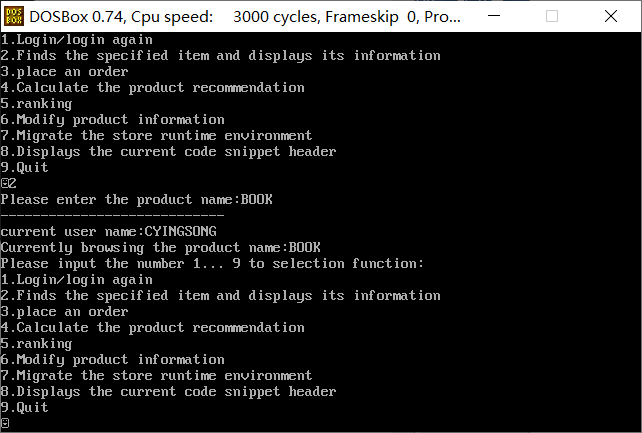 DOSBox 0.74, Cpu speed: 3000 cycles, Frameskip 0, Pro...
1.Login/login again
2.Finds the specified item and displays its information
3.place an order
4.Calculate the product recommendation
5.ranking
6.Modify product information
7.Migrate the store runtime environment
8.Displays the current code snippet header
9.Quit
☺2
Please enter the product name:BOOK
----------------------------
current user name:CYINGSONG
Currently browsing the product name:BOOK
Please input the number 1... 9 to selection function:
1.Login/login again
2.Finds the specified item and displays its information
3.place an order
4.Calculate the product recommendation
5.ranking
6.Modify product information
7.Migrate the store runtime environment
8.Displays the current code snippet header
9.Quit
☺